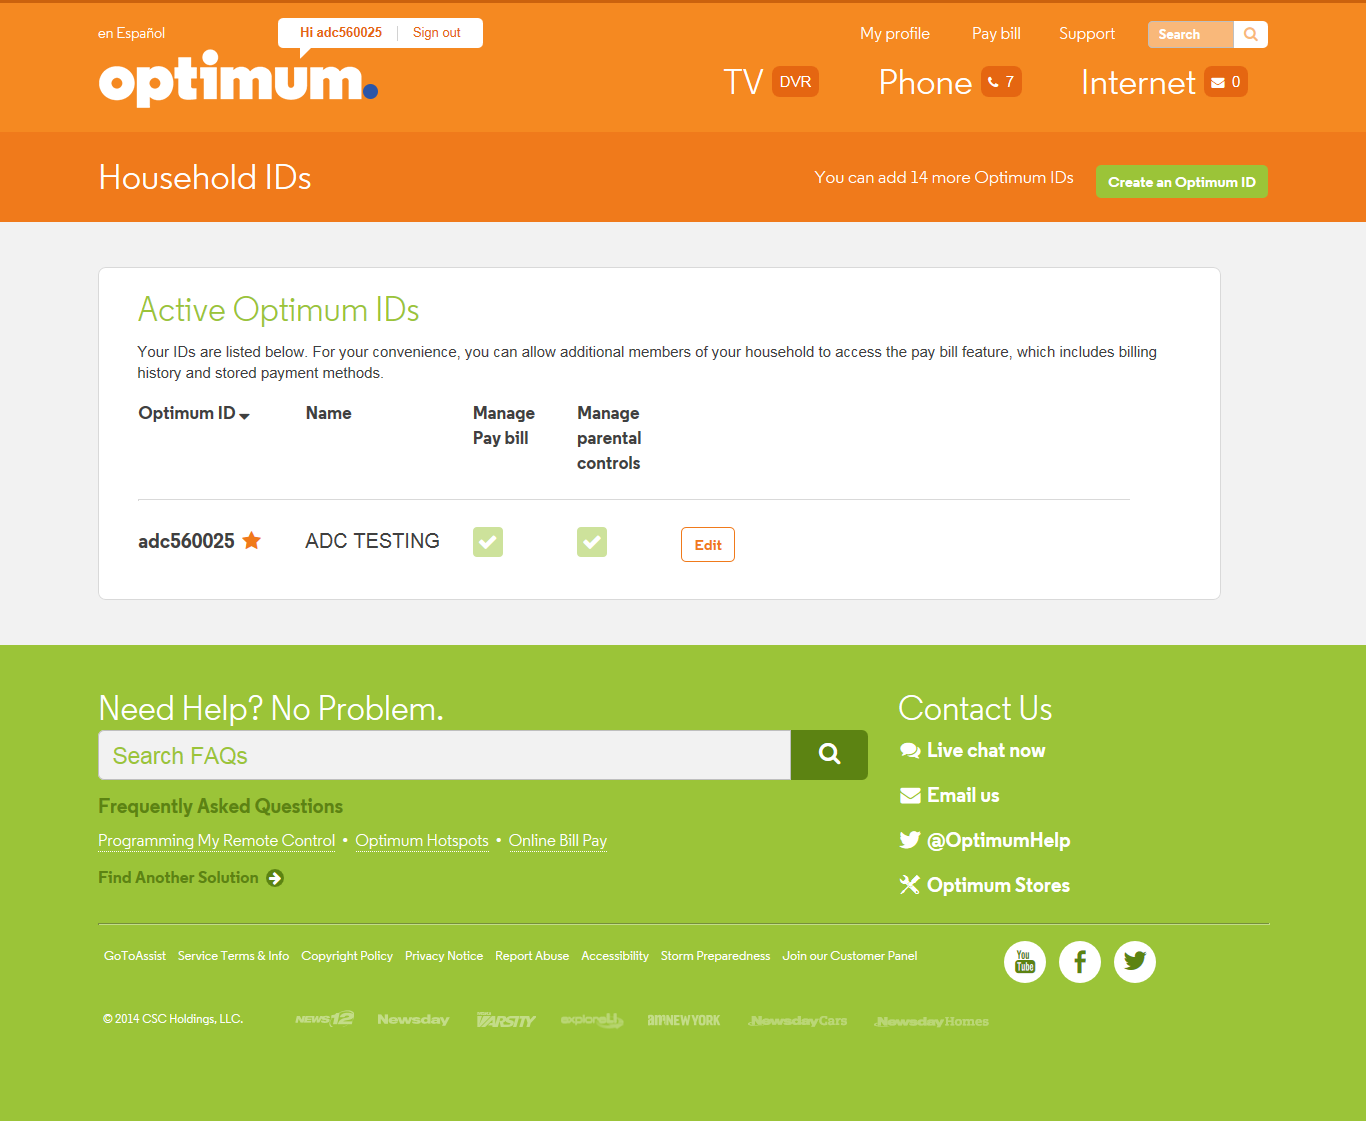 en Español
Hi adc560025 Sign out
My profile Pay bill Support Search
optimum.
TV DVR Phone 7 Internet 0
Household IDs
You can add 14 more Optimum IDs Create an Optimum ID
Active Optimum IDs
Your IDs are listed below. For your convenience, you can allow additional members of your household to access the pay bill feature, which includes billing
history and stored payment methods.
Optimum ID Name Manage Manage
Pay bill parental
controls
adc560025 ADC TESTING Edit
Need Help? No Problem.
Search FAQs
Frequently Asked Questions
Programming My Remote Control • Optimum Hotspots • Online Bill Pay
Find Another Solution
Contact Us
Live chat now
Email us
@OptimumHelp
Optimum Stores
GoToAssist Service Terms & Info Copyright Policy Privacy Notice Report Abuse Accessibility Storm Preparedness Join our Customer Panel
You
Tube
© 2014 CSC Holdings, LLC. NEWS 12 Newsday VARSITY explore amNEWYORK NewsdayCars NewsdayHomes